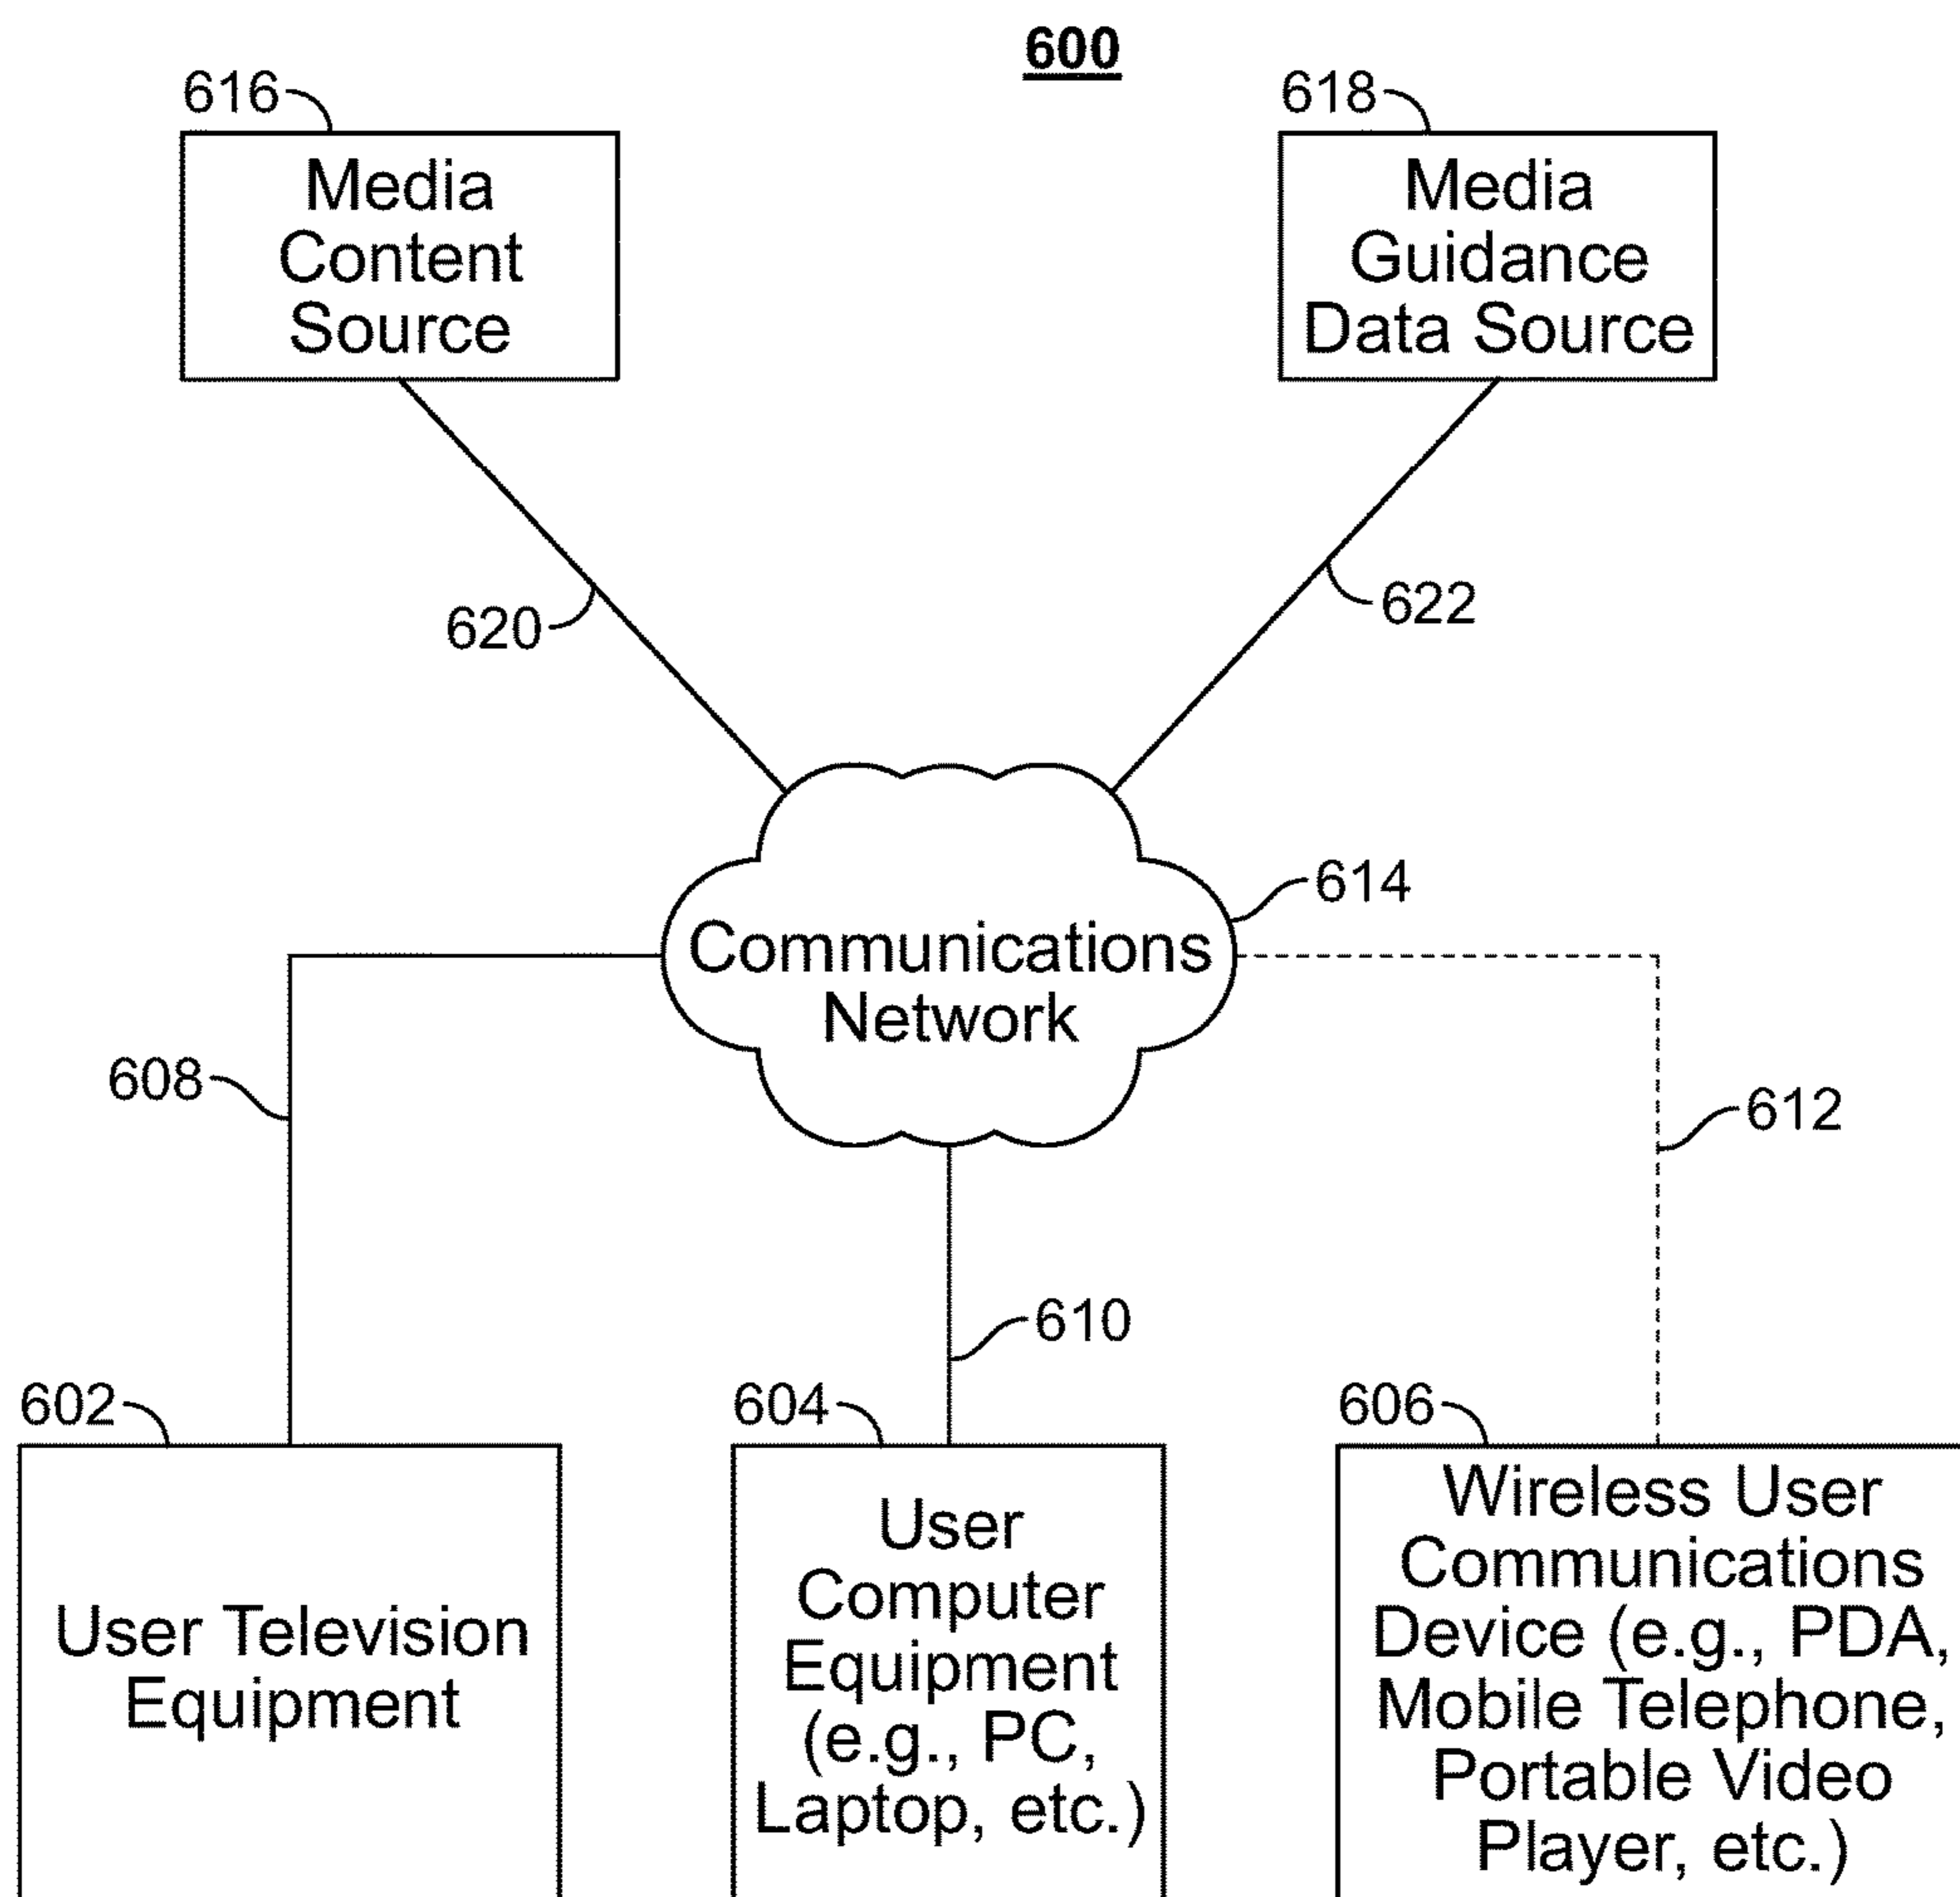 600
616
618
Media
Content
Source
Media
Guidance
Data Source
620
622
614
Communications
Network
608
612
610
602
604
606
User Television
Equipment
User
Computer
Equipment
(e.g., PC,
Laptop, etc.)
Wireless User
Communications
Device (e.g., PDA,
Mobile Telephone,
Portable Video
Player, etc.)